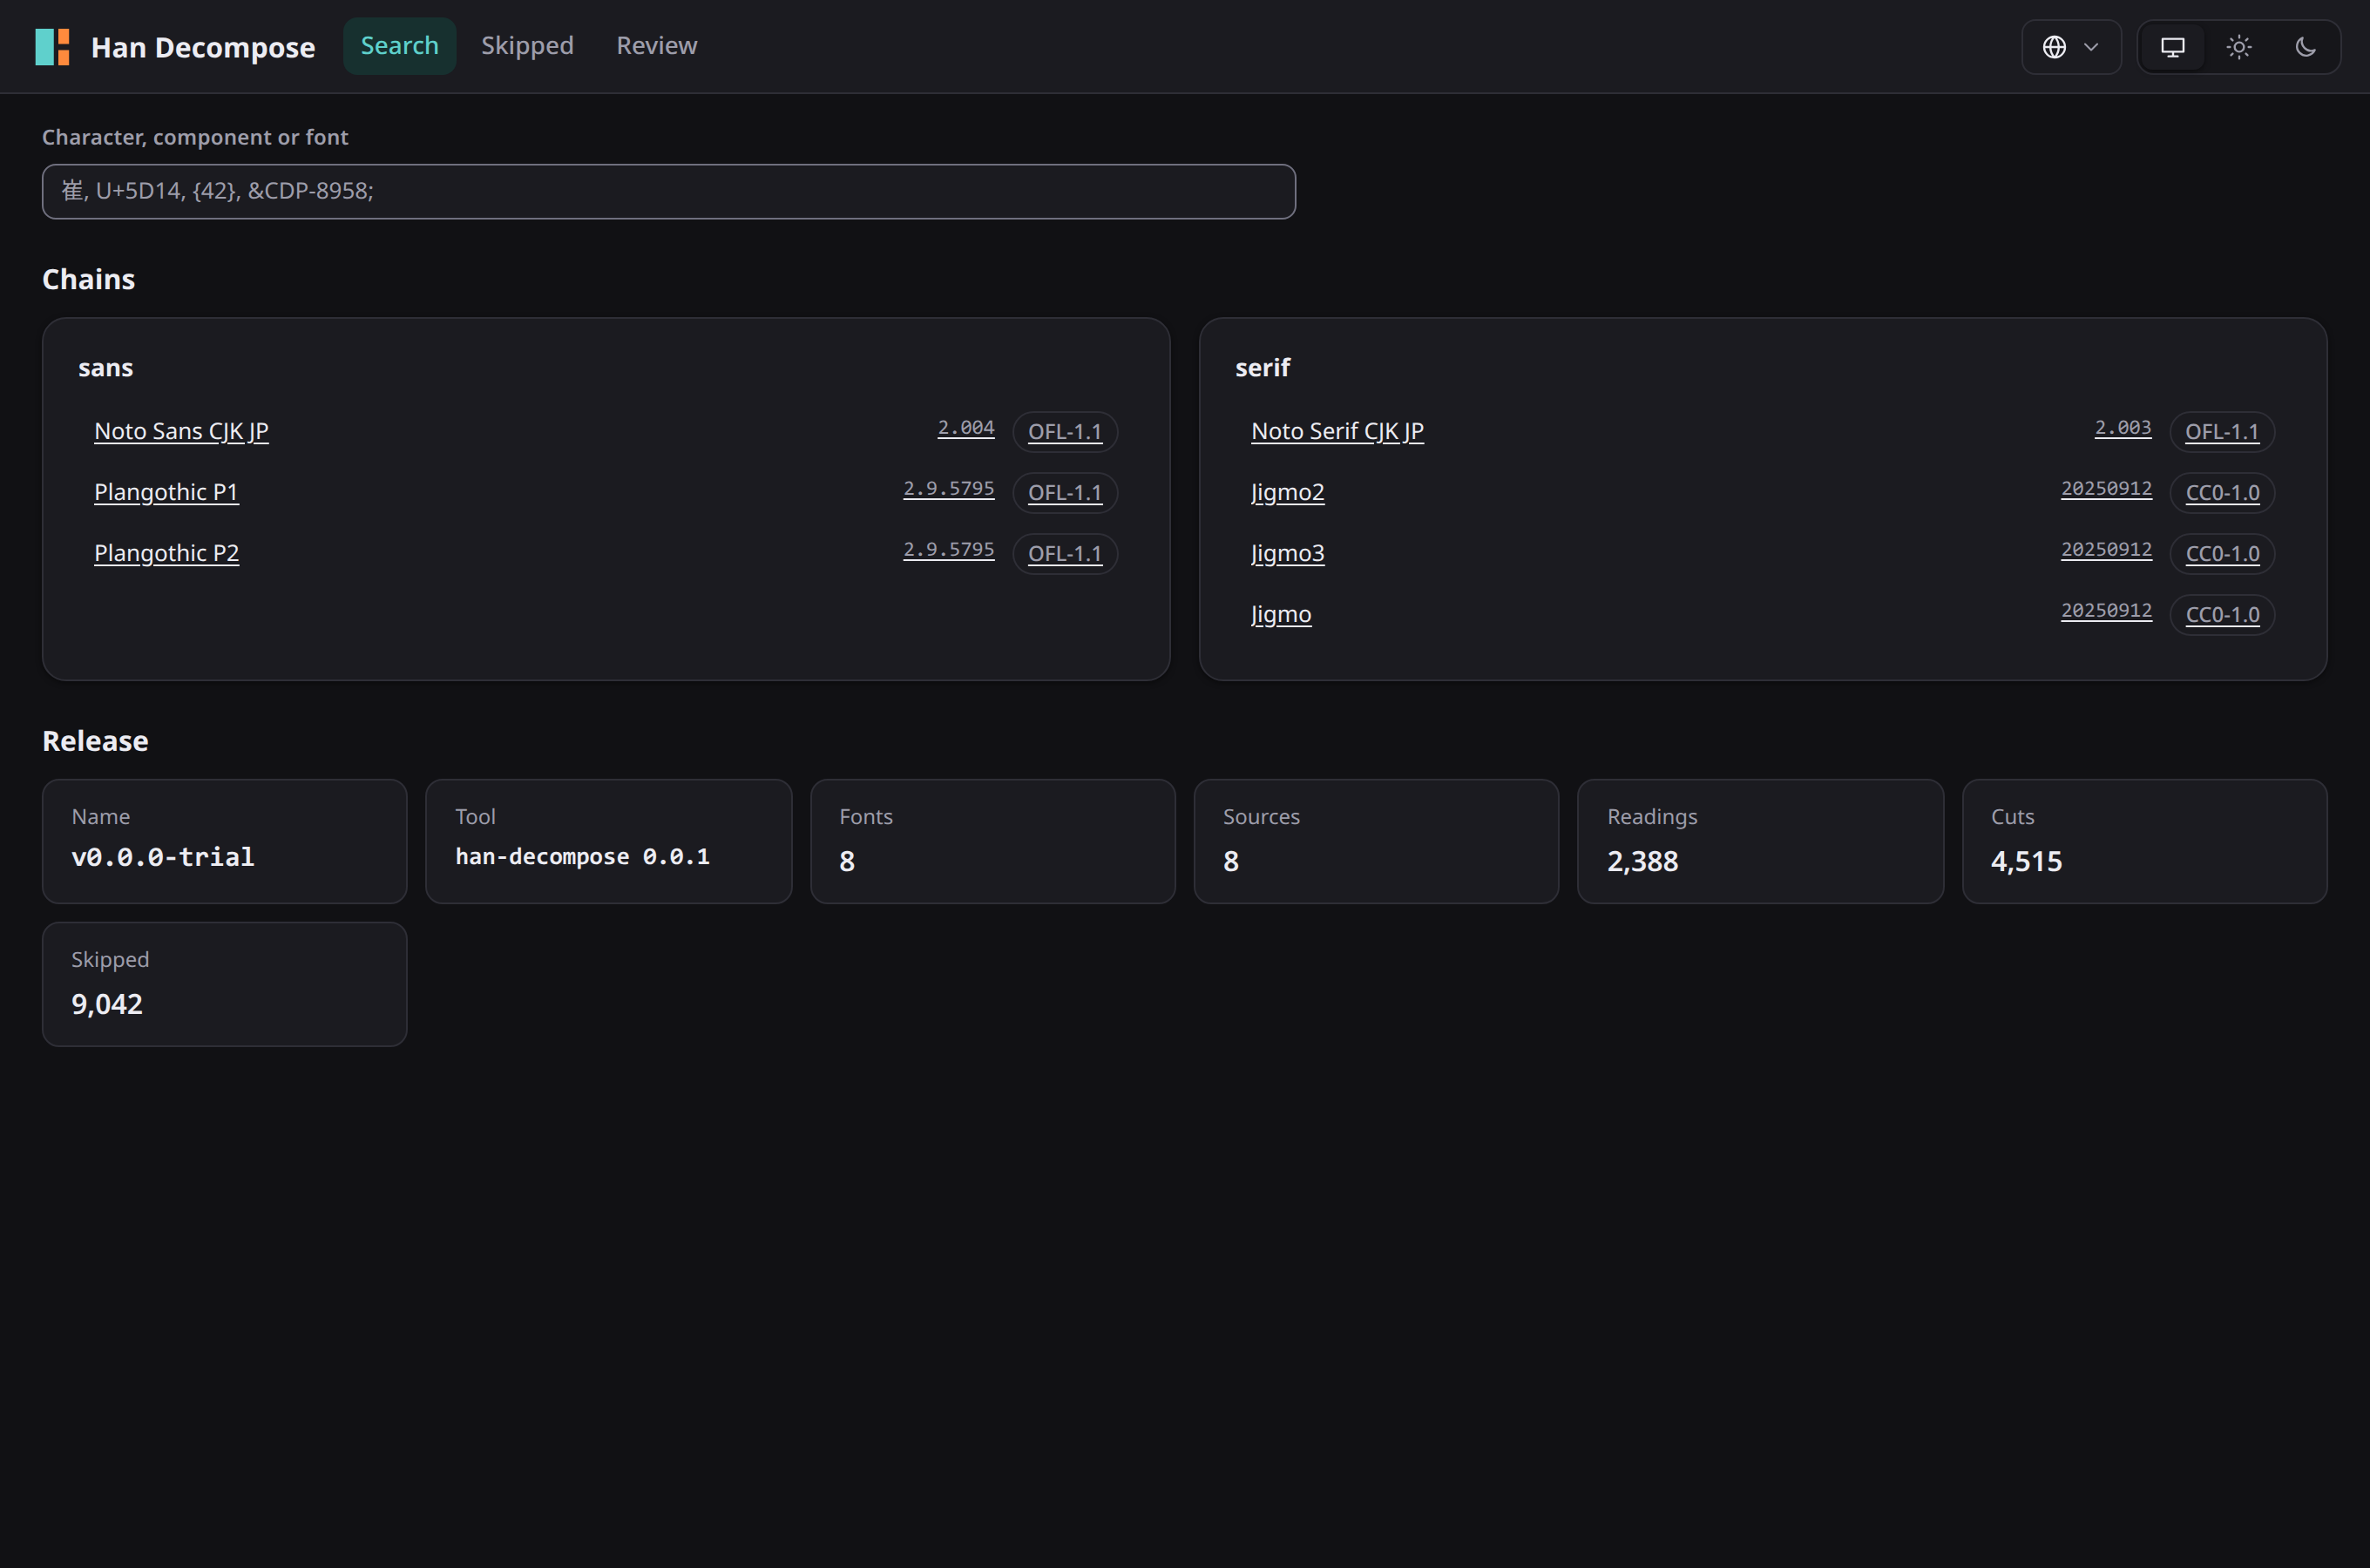 Han Decompose Search Skipped Review
Character, component or font
崔, U+5D14, {42}, &CDP-8958;
Chains
sans
Noto Sans CJK JP 2.004 OFL-1.1
Plangothic P1 2.9.5795 OFL-1.1
Plangothic P2 2.9.5795 OFL-1.1
serif
Noto Serif CJK JP 2.003 OFL-1.1
Jigmo2 20250912 CC0-1.0
Jigmo3 20250912 CC0-1.0
Jigmo 20250912 CC0-1.0
Release
Name
v0.0.0-trial
Tool
han-decompose 0.0.1
Fonts
8
Sources
8
Readings
2,388
Cuts
4,515
Skipped
9,042